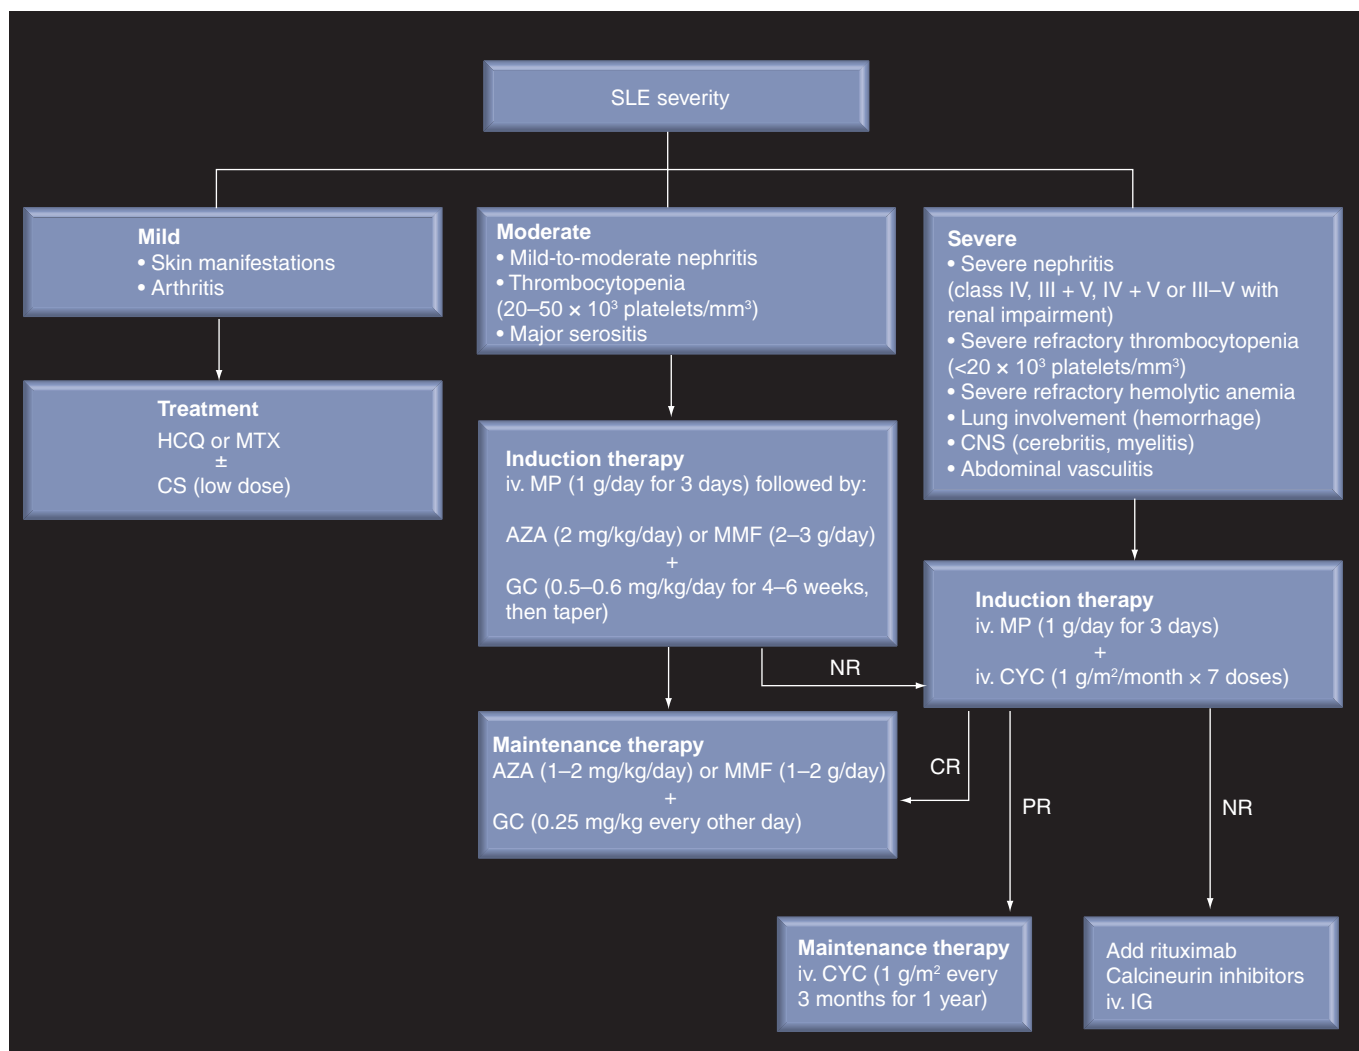 SLE severity
Mild
• Skin manifestations
• Arthritis
Treatment
HCQ or MTX
±
CS (low dose)
Moderate
• Mild-to-moderate nephritis
• Thrombocytopenia
(20–50 × 10³ platelets/mm³)
• Major serositis
Induction therapy
iv. MP (1 g/day for 3 days) followed by:
AZA (2 mg/kg/day) or MMF (2–3 g/day)
+
GC (0.5–0.6 mg/kg/day for 4–6 weeks,
then taper)
NR
Maintenance therapy
AZA (1–2 mg/kg/day) or MMF (1–2 g/day)
+
GC (0.25 mg/kg every other day)
Severe
• Severe nephritis
(class IV, III + V, IV + V or III–V with
renal impairment)
• Severe refractory thrombocytopenia
(<20 × 10³ platelets/mm³)
• Severe refractory hemolytic anemia
• Lung involvement (hemorrhage)
• CNS (cerebritis, myelitis)
• Abdominal vasculitis
Induction therapy
iv. MP (1 g/day for 3 days)
+
iv. CYC (1 g/m²/month × 7 doses)
CR
PR
NR
Maintenance therapy
iv. CYC (1 g/m² every
3 months for 1 year)
Add rituximab
Calcineurin inhibitors
iv. IG